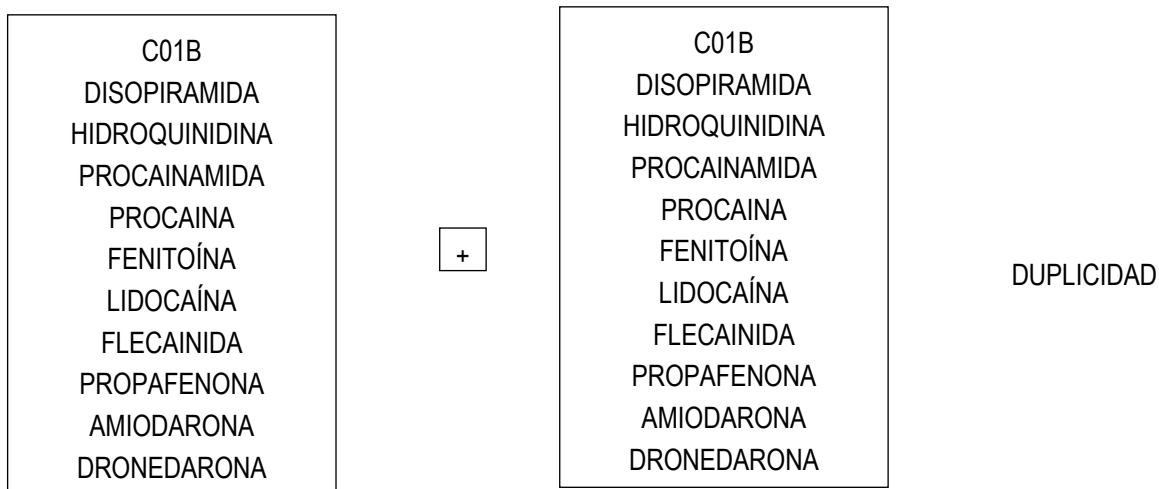 C01B
DISOPIRAMIDA
HIDROQUINIDINA
PROCAINAMIDA
PROCAINA
FENITOÍNA
LIDOCAÍNA
FLECAINIDA
PROPAFENONA
AMIODARONA
DRONEDARONA
+
C01B
DISOPIRAMIDA
HIDROQUINIDINA
PROCAINAMIDA
PROCAINA
FENITOÍNA
LIDOCAÍNA
FLECAINIDA
PROPAFENONA
AMIODARONA
DRONEDARONA
DUPLICIDAD